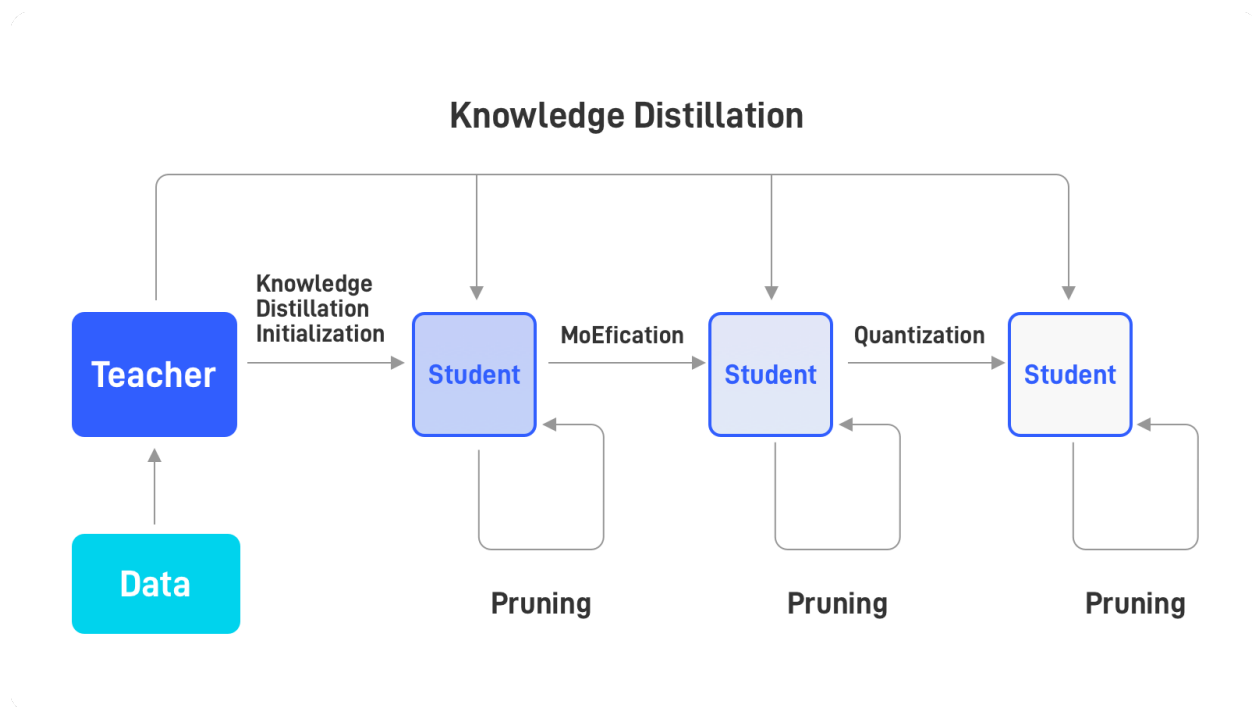 Knowledge Distillation
Knowledge
Distillation
Initialization
MoEfication
Quantization
Teacher
Student
Student
Student
Data
Pruning
Pruning
Pruning